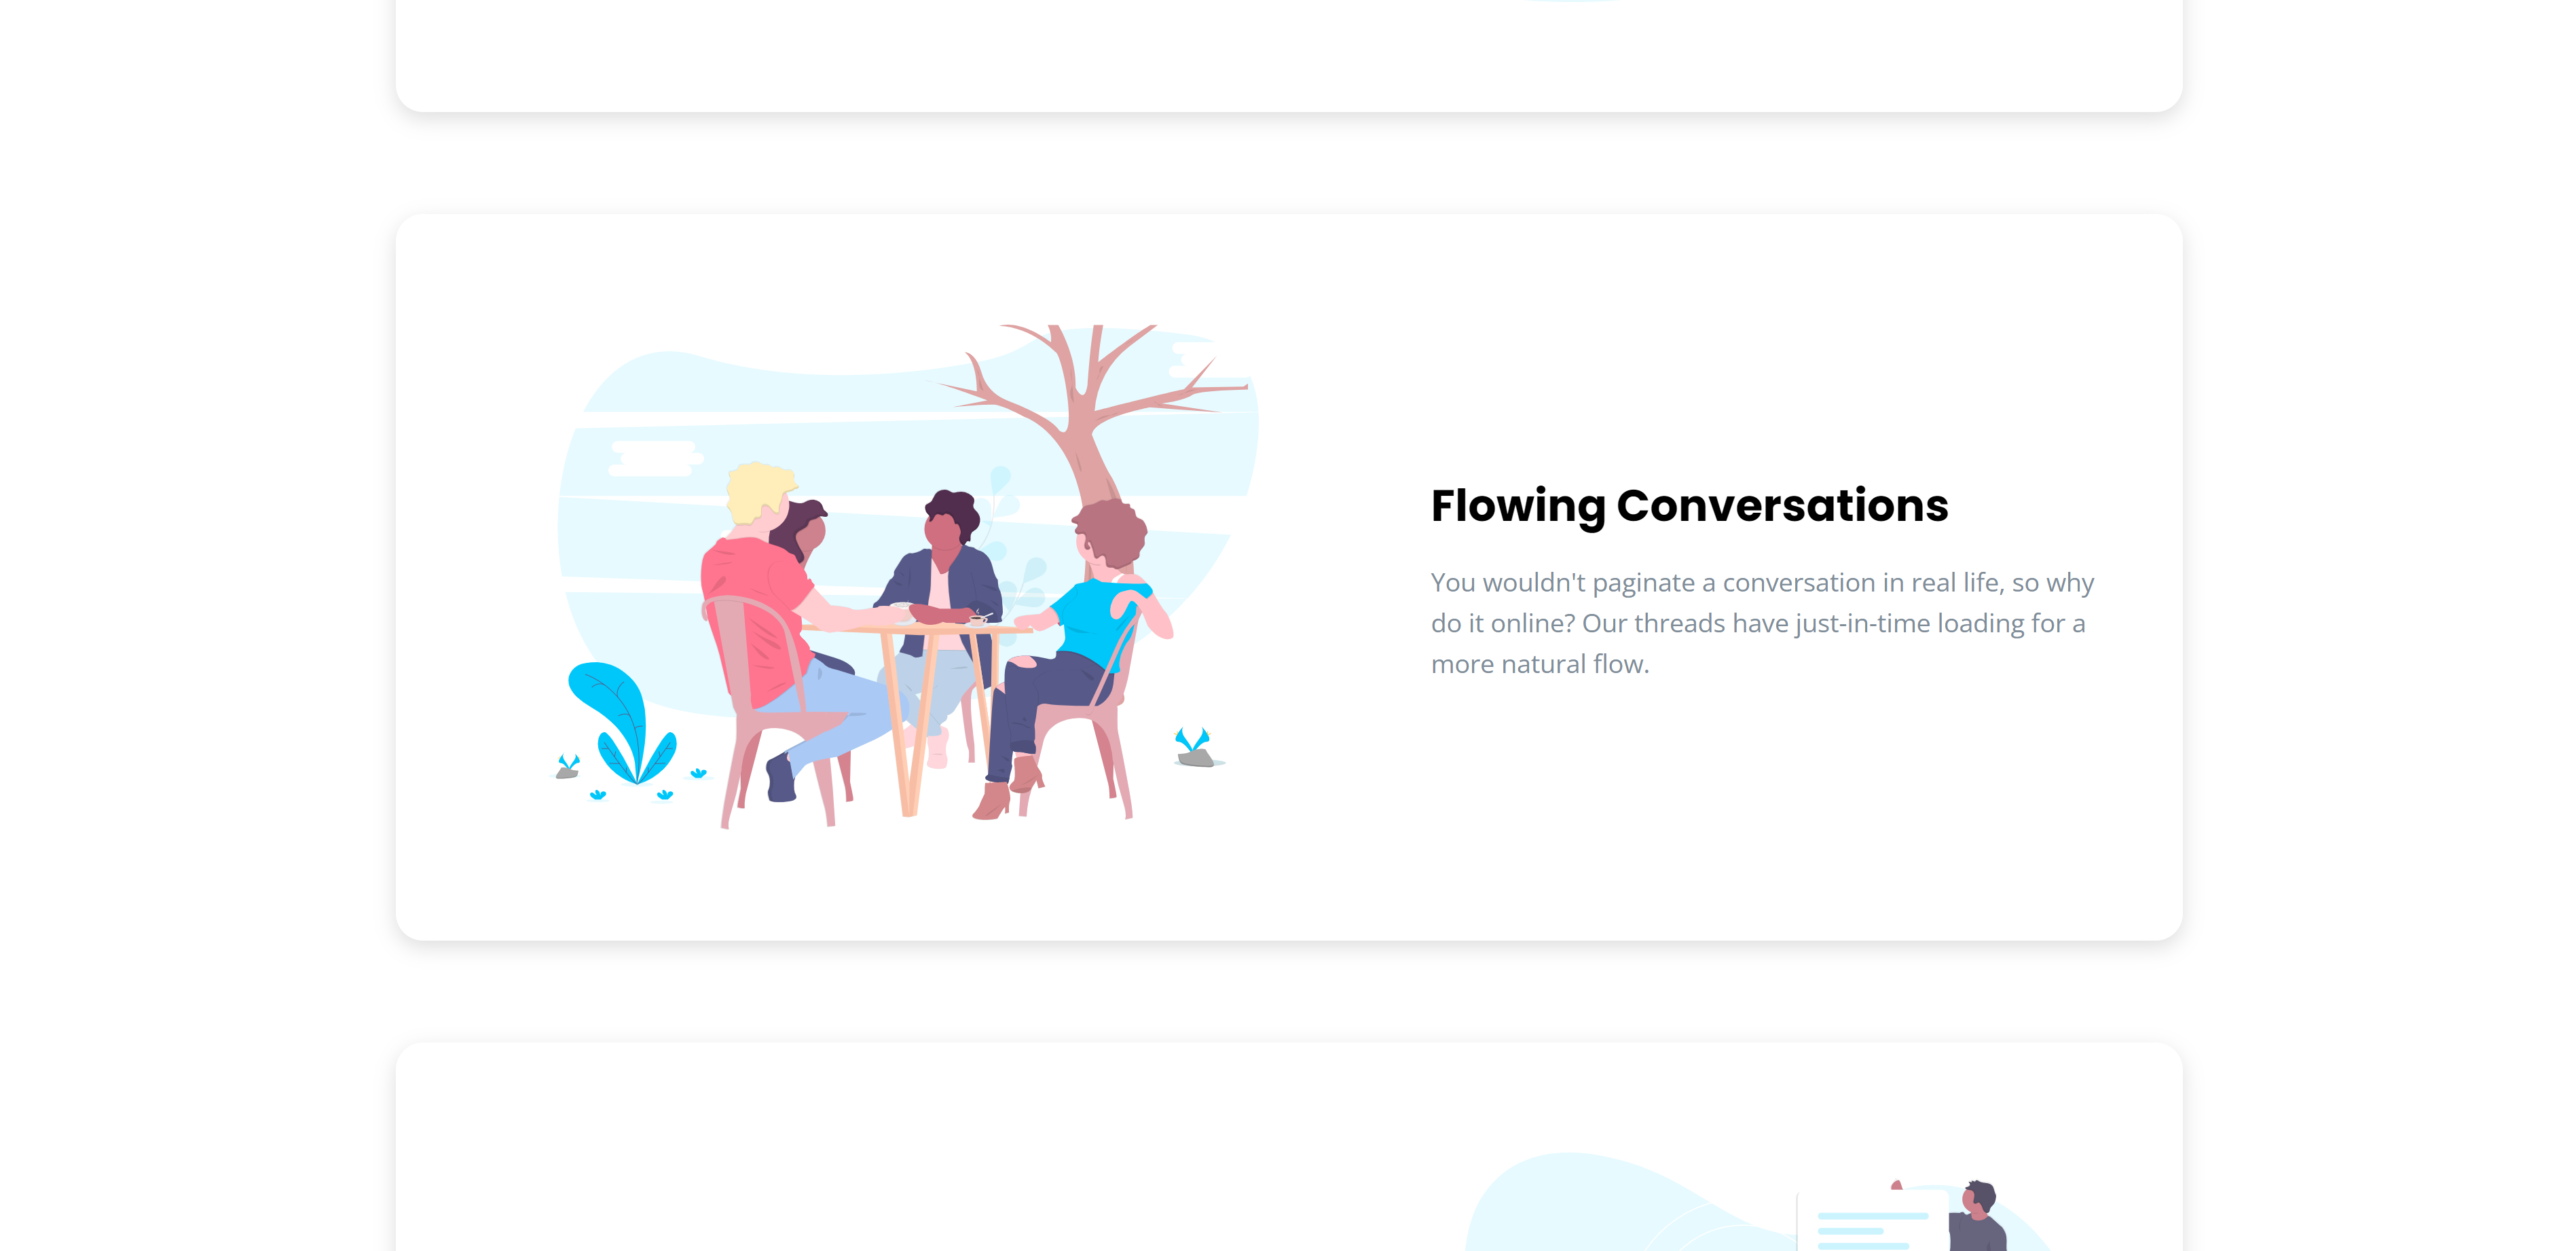 Flowing Conversations
You wouldn't paginate a conversation in real life, so why
do it online? Our threads have just-in-time loading for a
more natural flow.